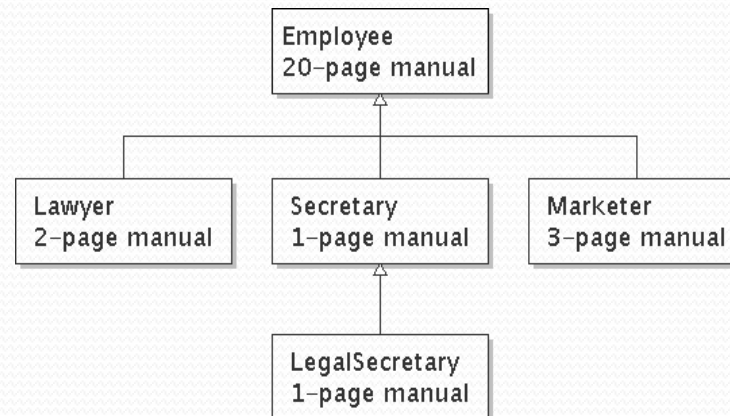 Employee
20-page manual
Lawyer
2-page manual
Secretary
1-page manual
Marketer
3-page manual
LegalSecretary
1-page manual